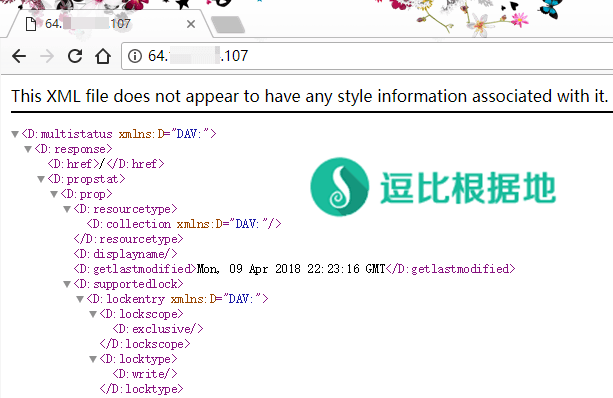 64. 107
64. .107
This XML file does not appear to have any style information associated with it.
▼<D:multistatus xmlns:D="DAV:">
▼<D:response>
<D:href>/</D:href>
▼<D:propstat>
▼<D:prop>
▼<D:resourcetype>
<D:collection xmlns:D="DAV:"/>
</D:resourcetype>
<D:displayname/>
<D:getlastmodified>Mon, 09 Apr 2018 22:23:16 GMT</D:getlastmodified>
▼<D:supportedlock>
▼<D:lockentry xmlns:D="DAV:">
▼<D:lockscope>
<D:exclusive/>
</D:lockscope>
▼<D:locktype>
<D:write/>
</D:locktype>
逗比根据地